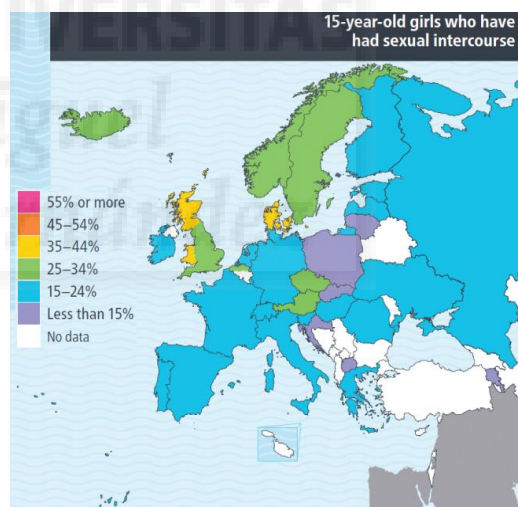 15-year-old girls who have
had sexual intercourse
55% or more
45–54%
35–44%
25–34%
15–24%
Less than 15%
No data